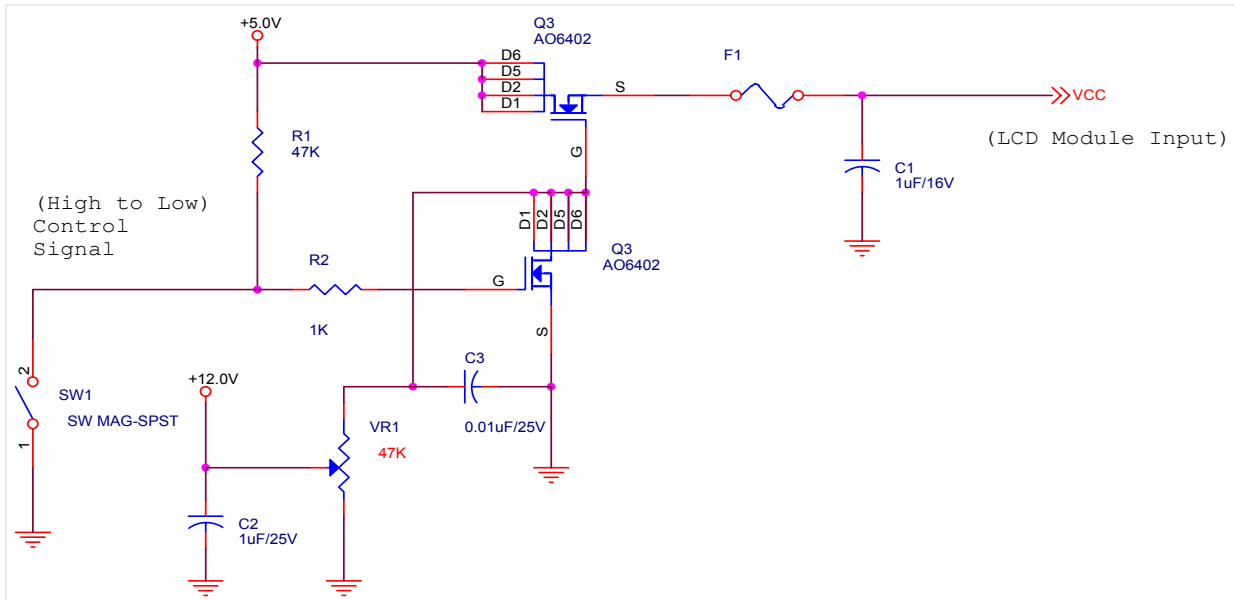 +5.0V
Q3
AO6402
D6
D5
D2
D1
S
G
F1
VCC
(LCD Module Input)
R1
47K
C1
1uF/16V
(High to Low)
Control
Signal
D1
D2
D5
D6
Q3
AO6402
R2
1K
G
S
2
1
SW1
SW MAG-SPST
+12.0V
C3
0.01uF/25V
VR1
47K
C2
1uF/25V